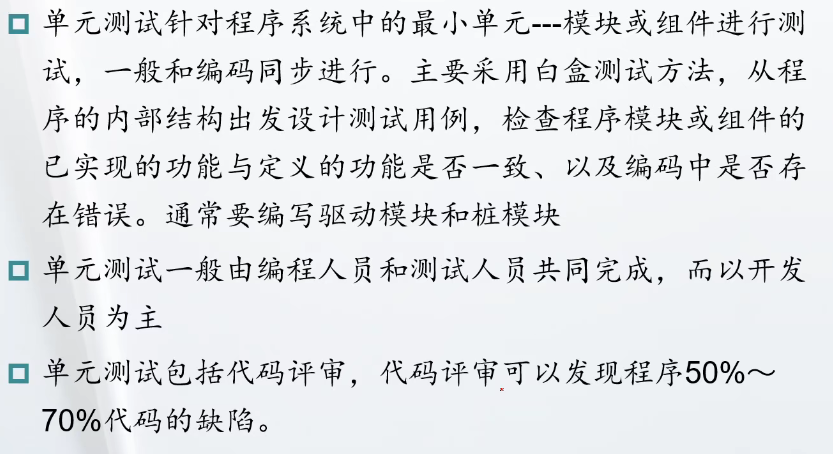 单元测试针对程序系统中的最小单元---模块或组件进行测
试，一般和编码同步进行。主要采用白盒测试方法，从程
序的内部结构出发设计测试用例，检查程序模块或组件的
已实现的功能与定义的功能是否一致、以及编码中是否存
在错误。通常要编写驱动模块和桩模块
单元测试一般由编程人员和测试人员共同完成，而以开发
人员为主
单元测试包括代码评审，代码评审可以发现程序50%～
70%代码的缺陷。